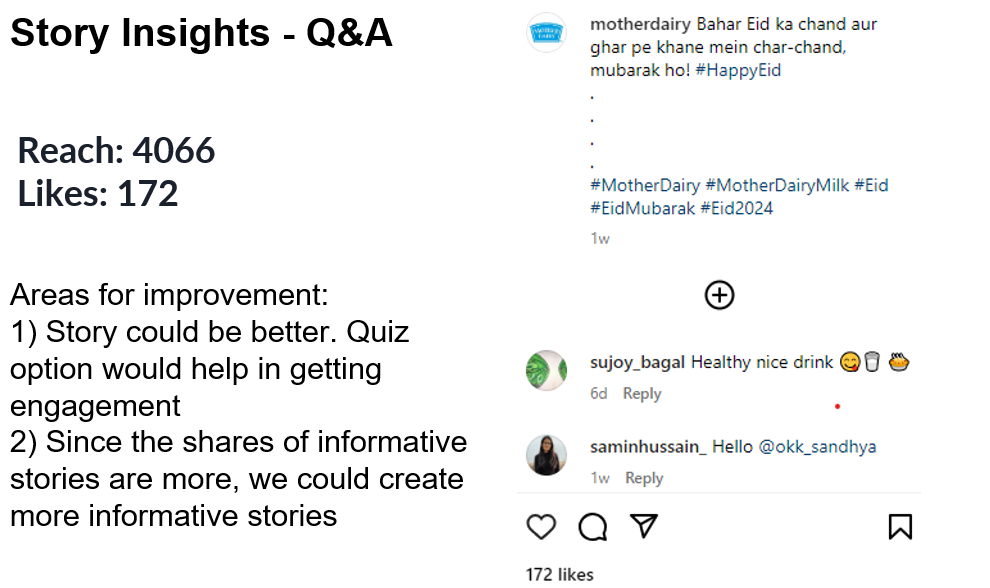 Story Insights - Q&A
Reach: 4066
Likes: 172
Areas for improvement:
1) Story could be better. Quiz
option would help in getting
engagement
2) Since the shares of informative
stories are more, we could create
more informative stories
motherdairy Bahar Eid ka chand aur
ghar pe khane mein char-chand,
mubarak ho! #HappyEid
.
.
.
.
#MotherDairy #MotherDairyMilk #Eid
#EidMubarak #Eid2024
1w
sujoy_bagal Healthy nice drink 😋🥛🥧
6d Reply
saminhussain_ Hello @okk_sandhya
1w Reply
172 likes